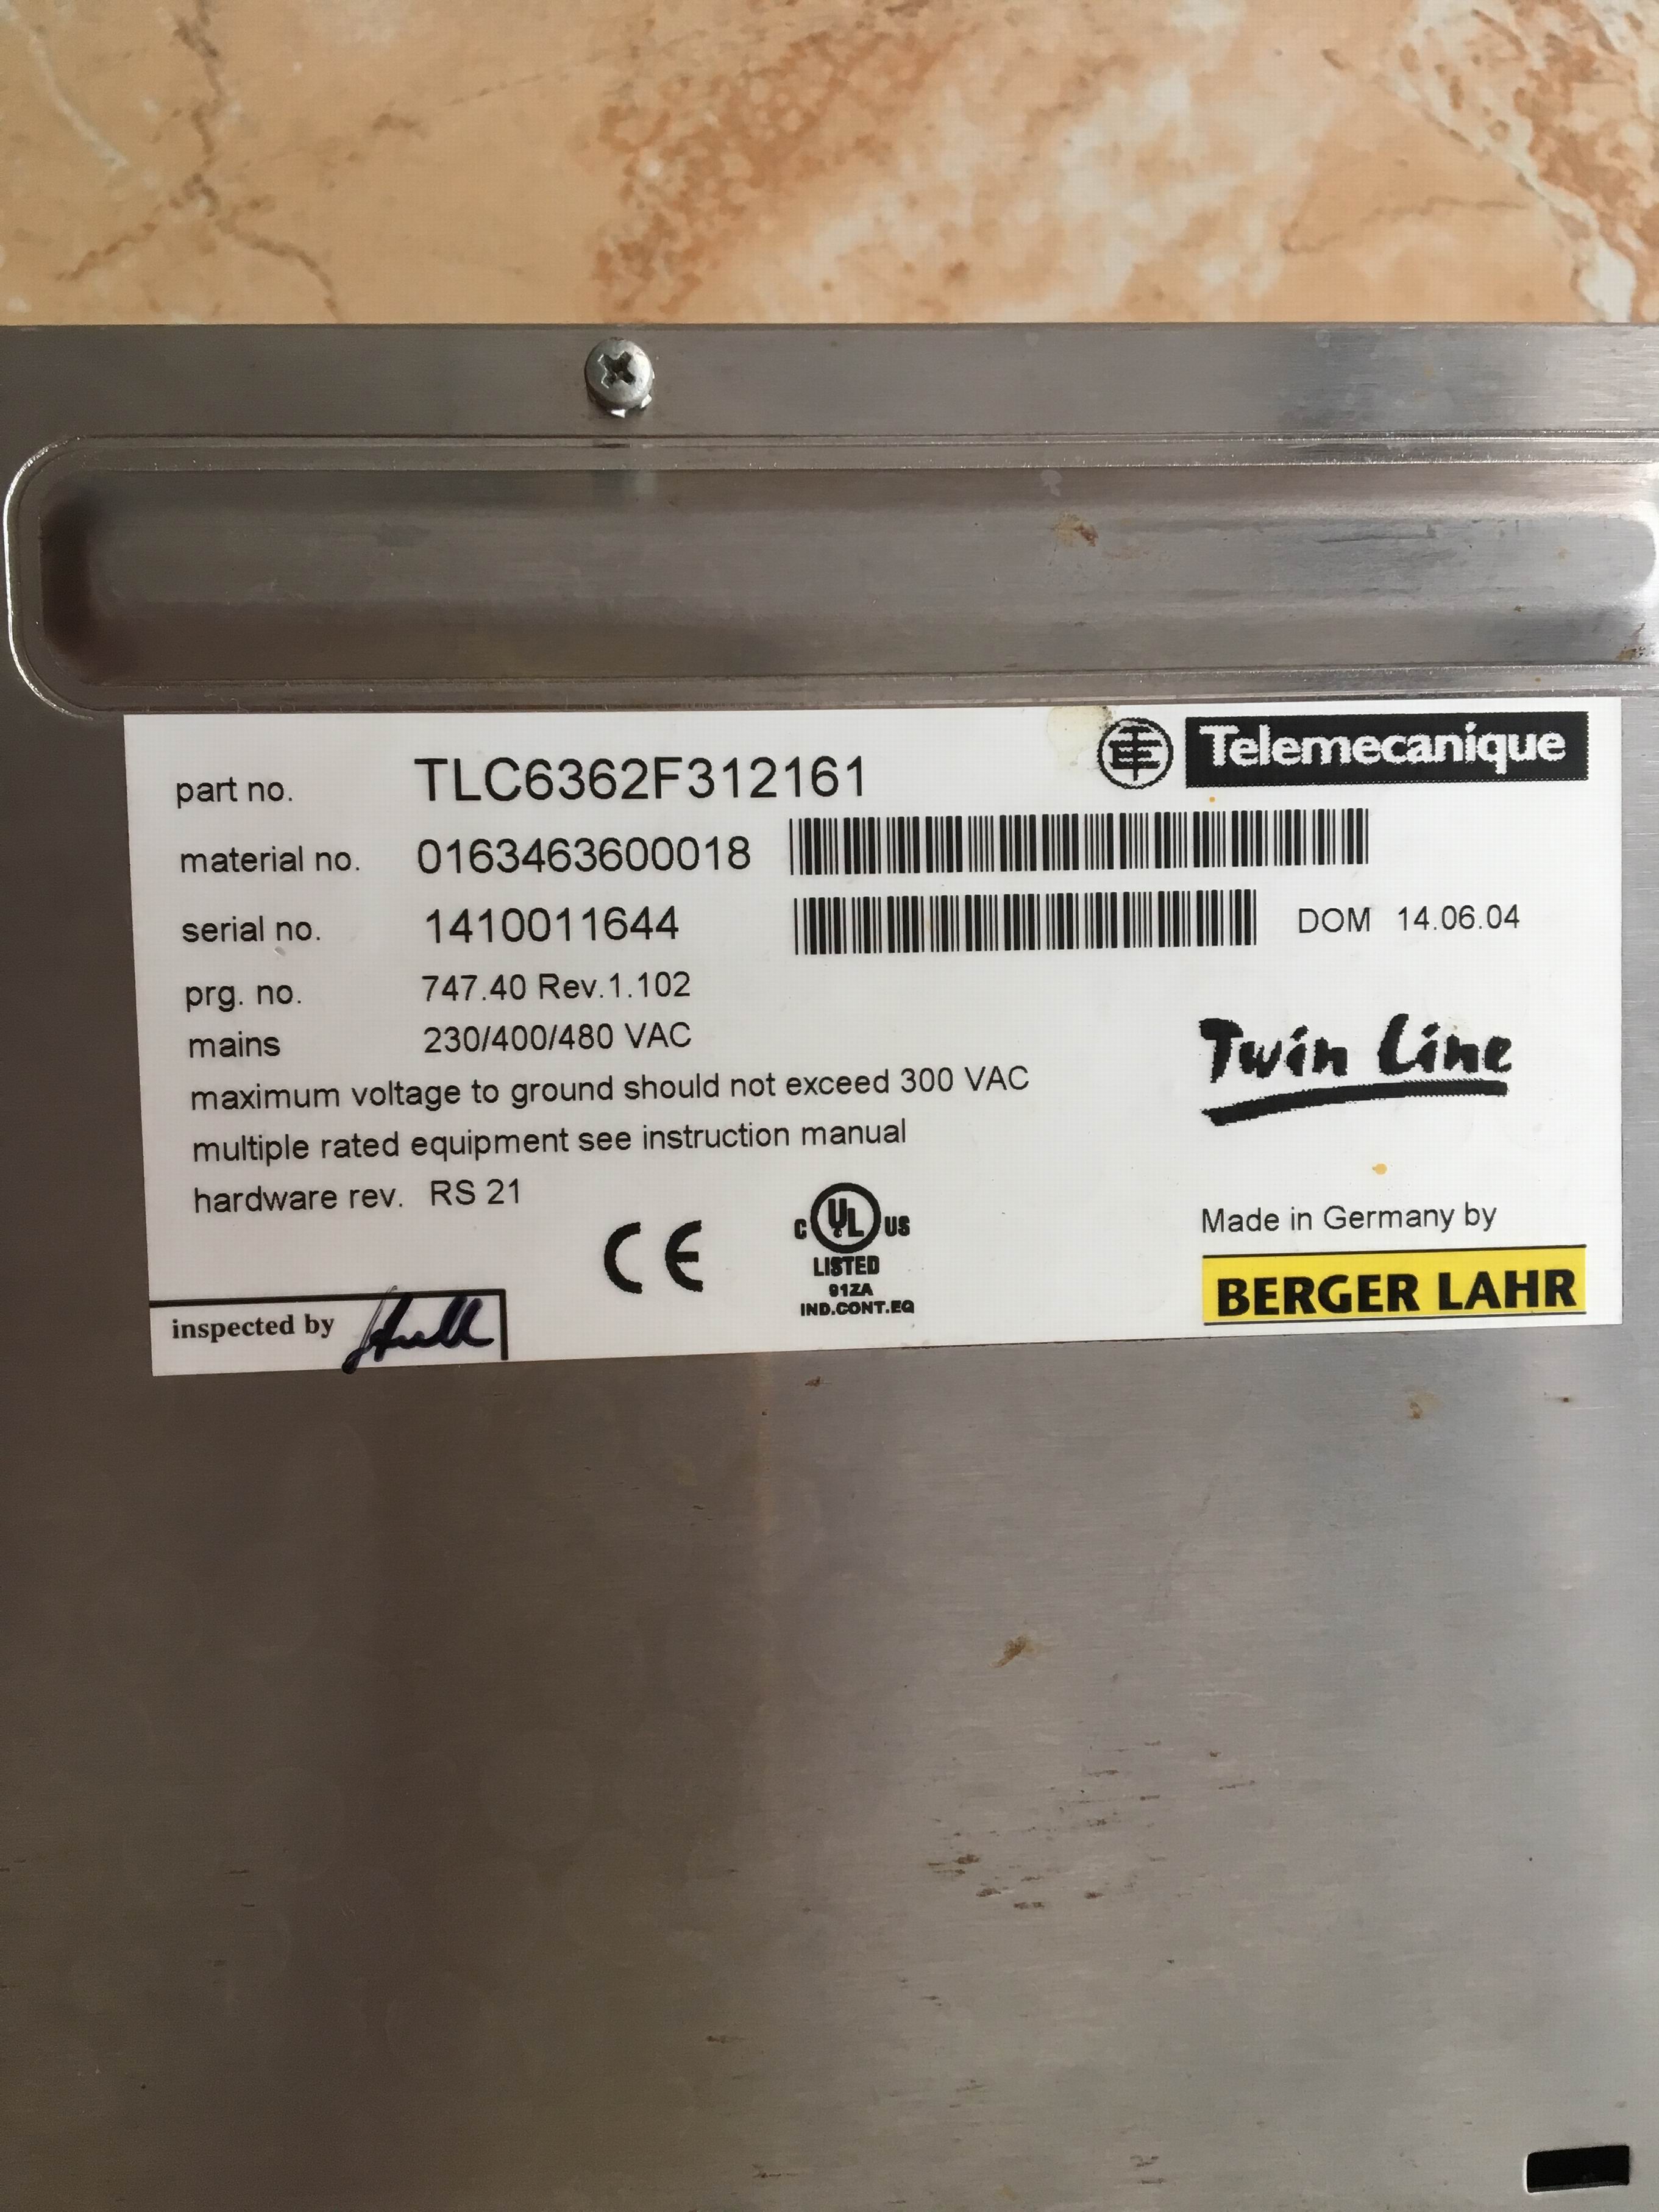 Telemecanique
part no. TLC6362F312161
material no. 0163463600018
serial no. 1410011644 DOM 14.06.04
prg. no. 747.40 Rev.1.102
mains 230/400/480 VAC
maximum voltage to ground should not exceed 300 VAC
multiple rated equipment see instruction manual
hardware rev. RS 21
Twin Line
CE
C UL US
LISTED
91ZA
IND.CONT.EQ
Made in Germany by
BERGER LAHR
inspected by